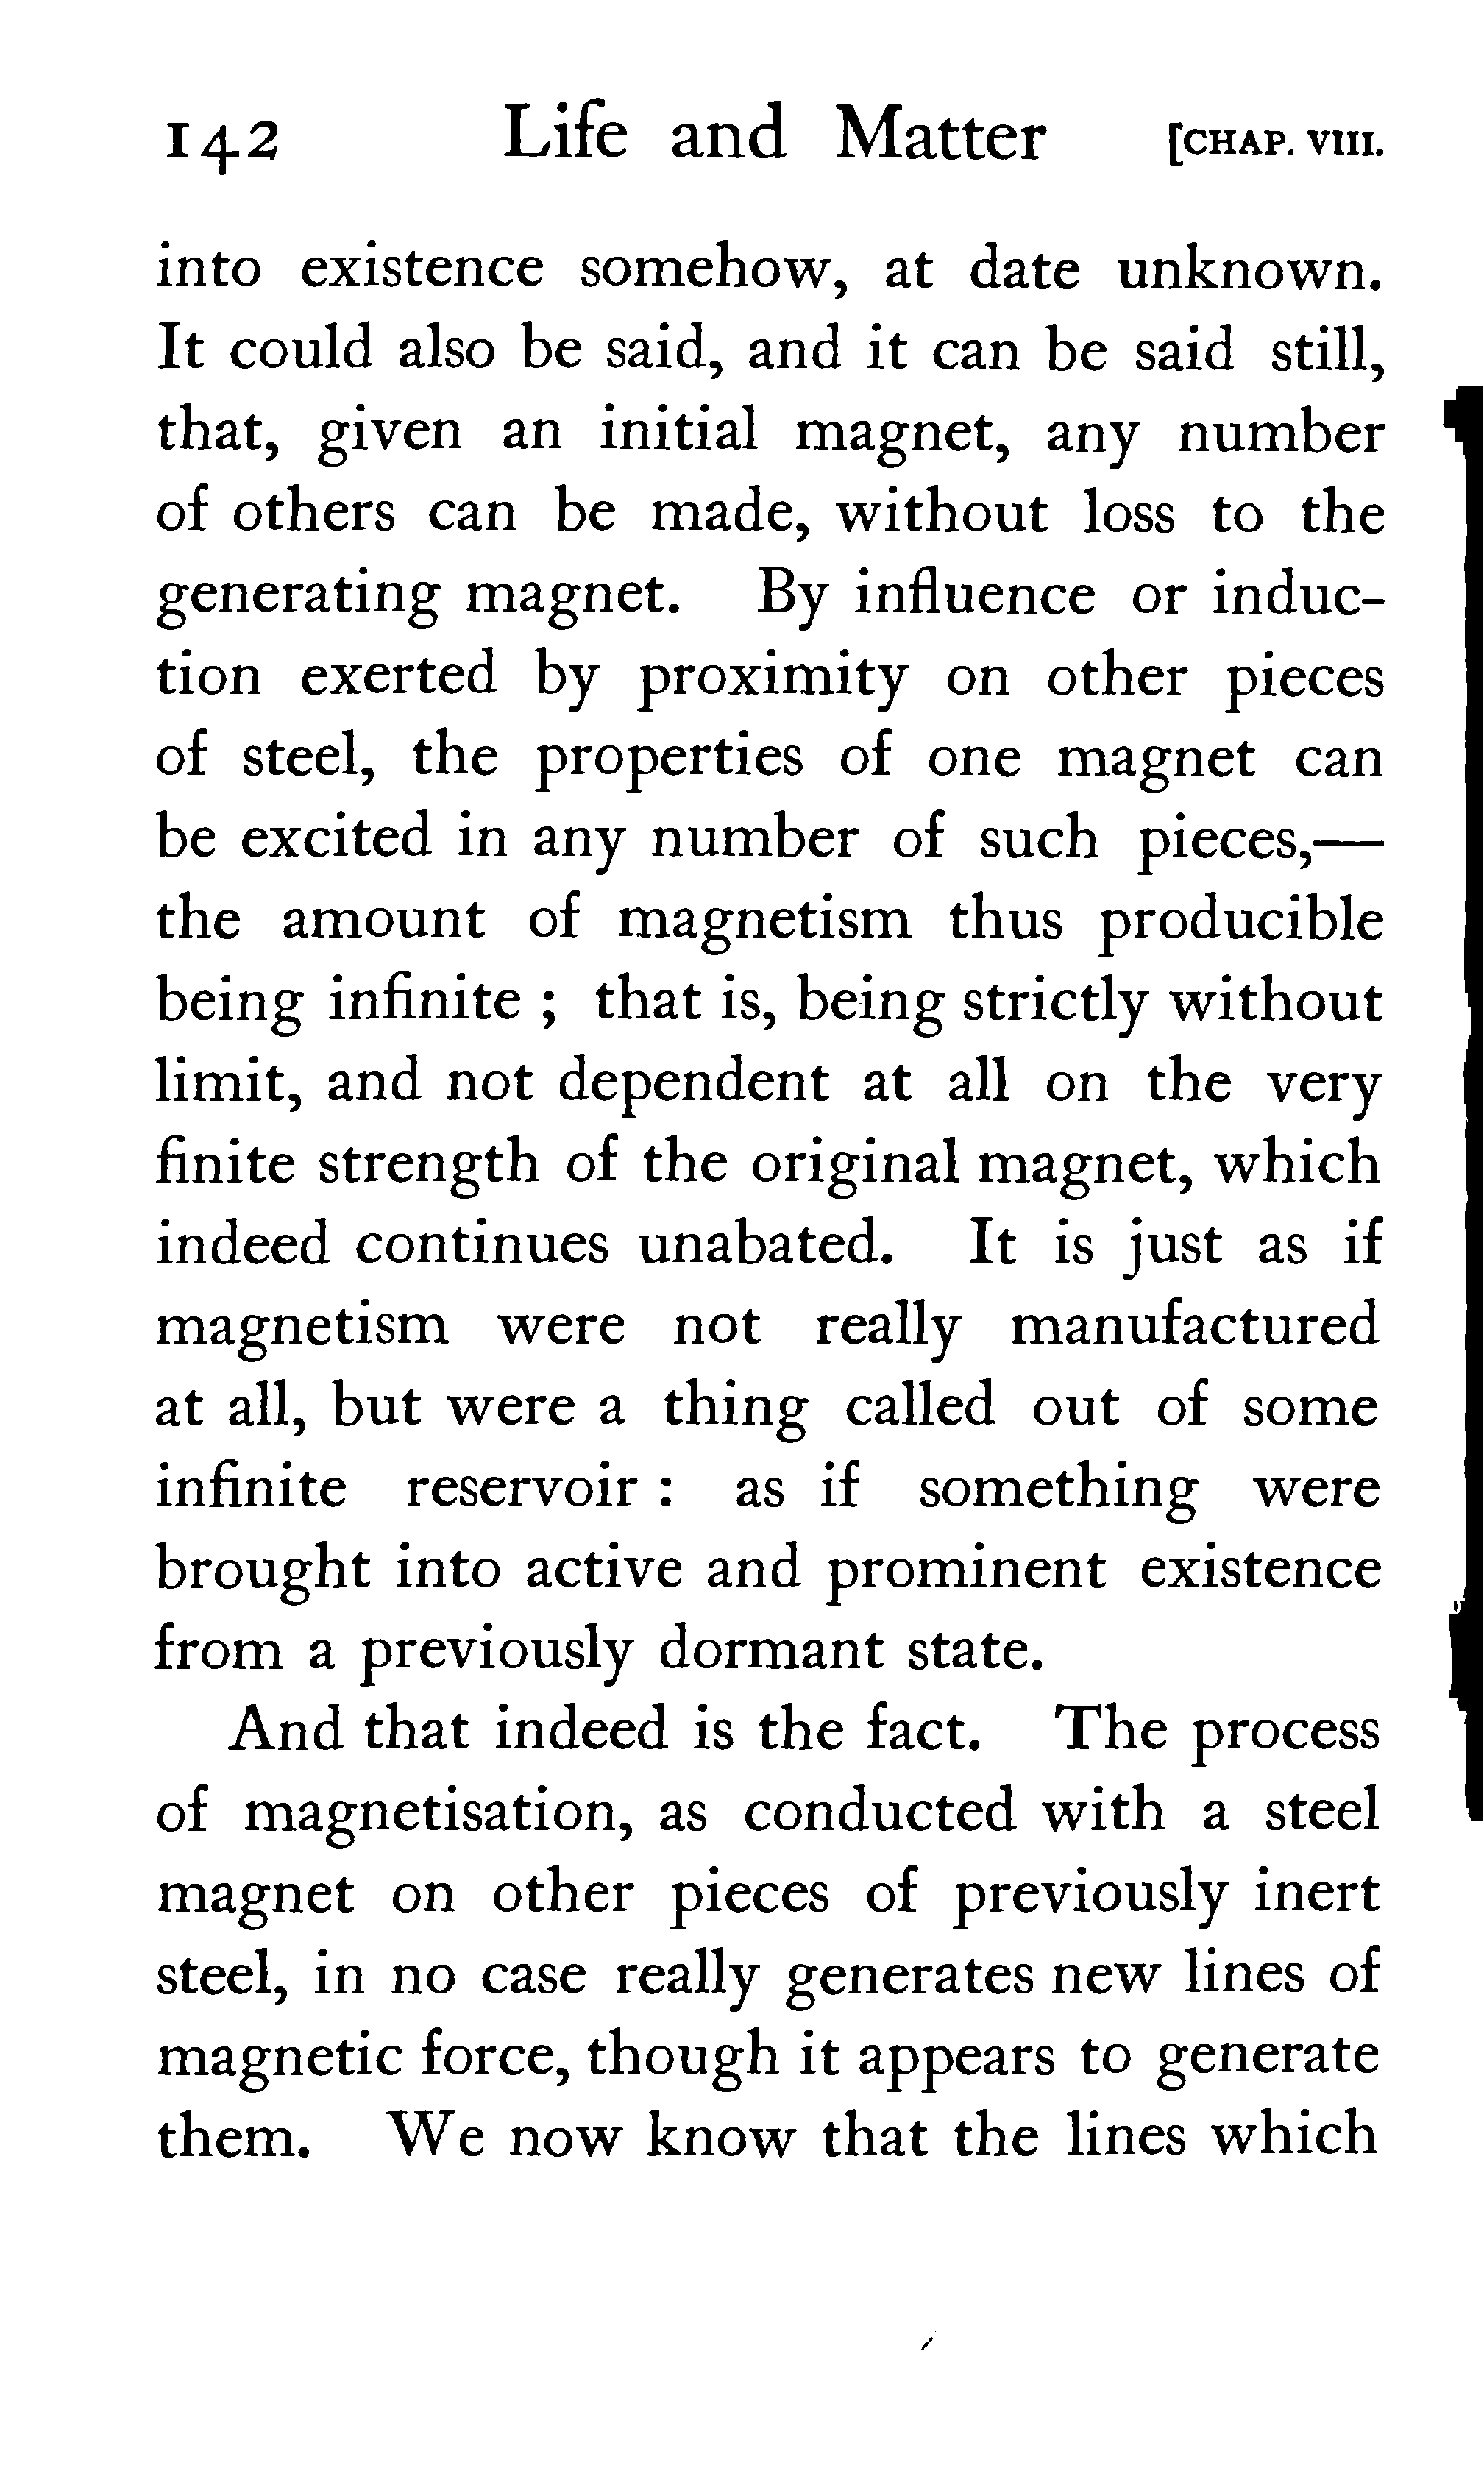 142 Life and Matter [CHAP. VIII.
into existence somehow, at date unknown.
It could also be said, and it can be said still,
that, given an initial magnet, any number
of others can be made, without loss to the
generating magnet. By influence or induc-
tion exerted by proximity on other pieces
of steel, the properties of one magnet can
be excited in any number of such pieces,—
the amount of magnetism thus producible
being infinite ; that is, being strictly without
limit, and not dependent at all on the very
finite strength of the original magnet, which
indeed continues unabated. It is just as if
magnetism were not really manufactured
at all, but were a thing called out of some
infinite reservoir : as if something were
brought into active and prominent existence
from a previously dormant state.
And that indeed is the fact. The process
of magnetisation, as conducted with a steel
magnet on other pieces of previously inert
steel, in no case really generates new lines of
magnetic force, though it appears to generate
them. We now know that the lines which